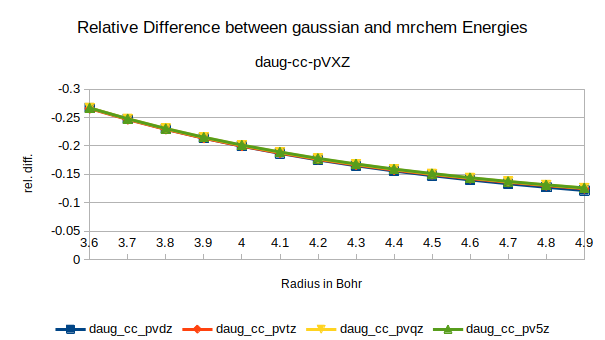 Relative Difference between gaussian and mrchem Energies
daug-cc-pVXZ
rel. diff.
-0.3
-0.25
-0.2
-0.15
-0.1
-0.05
0
3.6 3.7 3.8 3.9 4 4.1 4.2 4.3 4.4 4.5 4.6 4.7 4.8 4.9
Radius in Bohr
daug_cc_pvdz daug_cc_pvtz daug_cc_pvqz daug_cc_pv5z